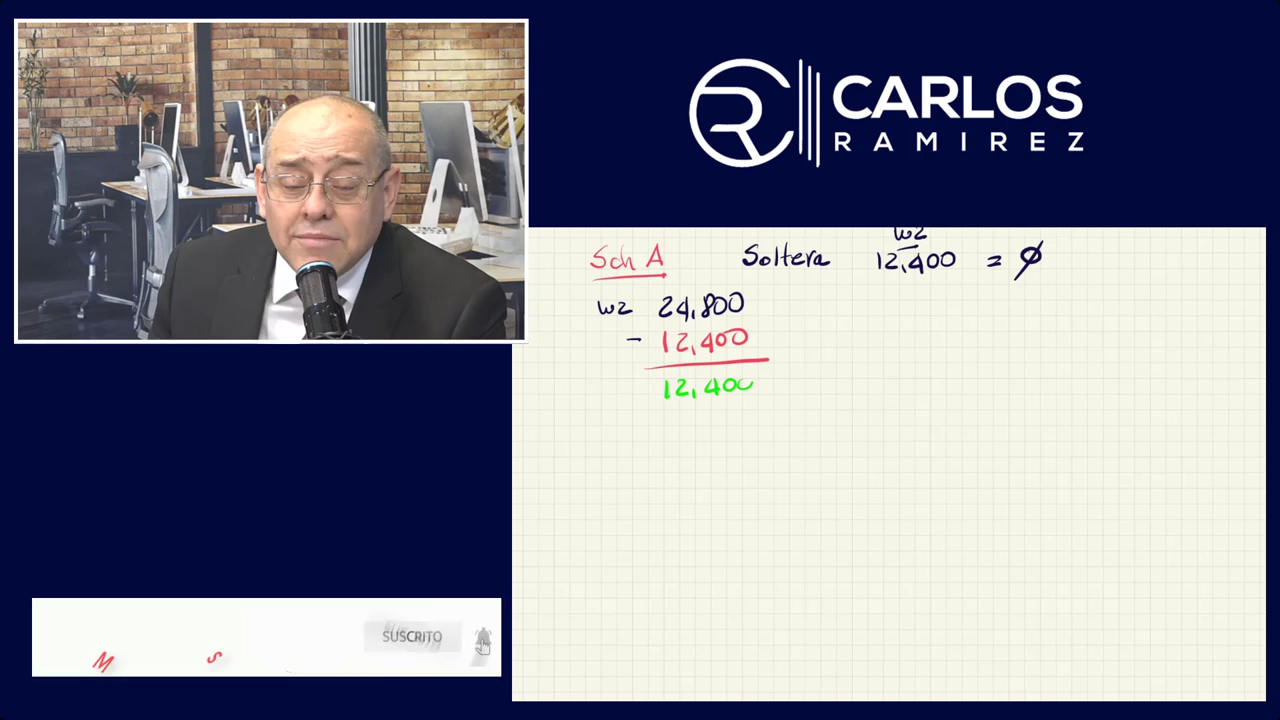 CARLOS
RAMIREZ
w2
Sch A Soltera 12,400 = ∅
w2 24,800
- 12,400
12,400
SUSCRITO
M S